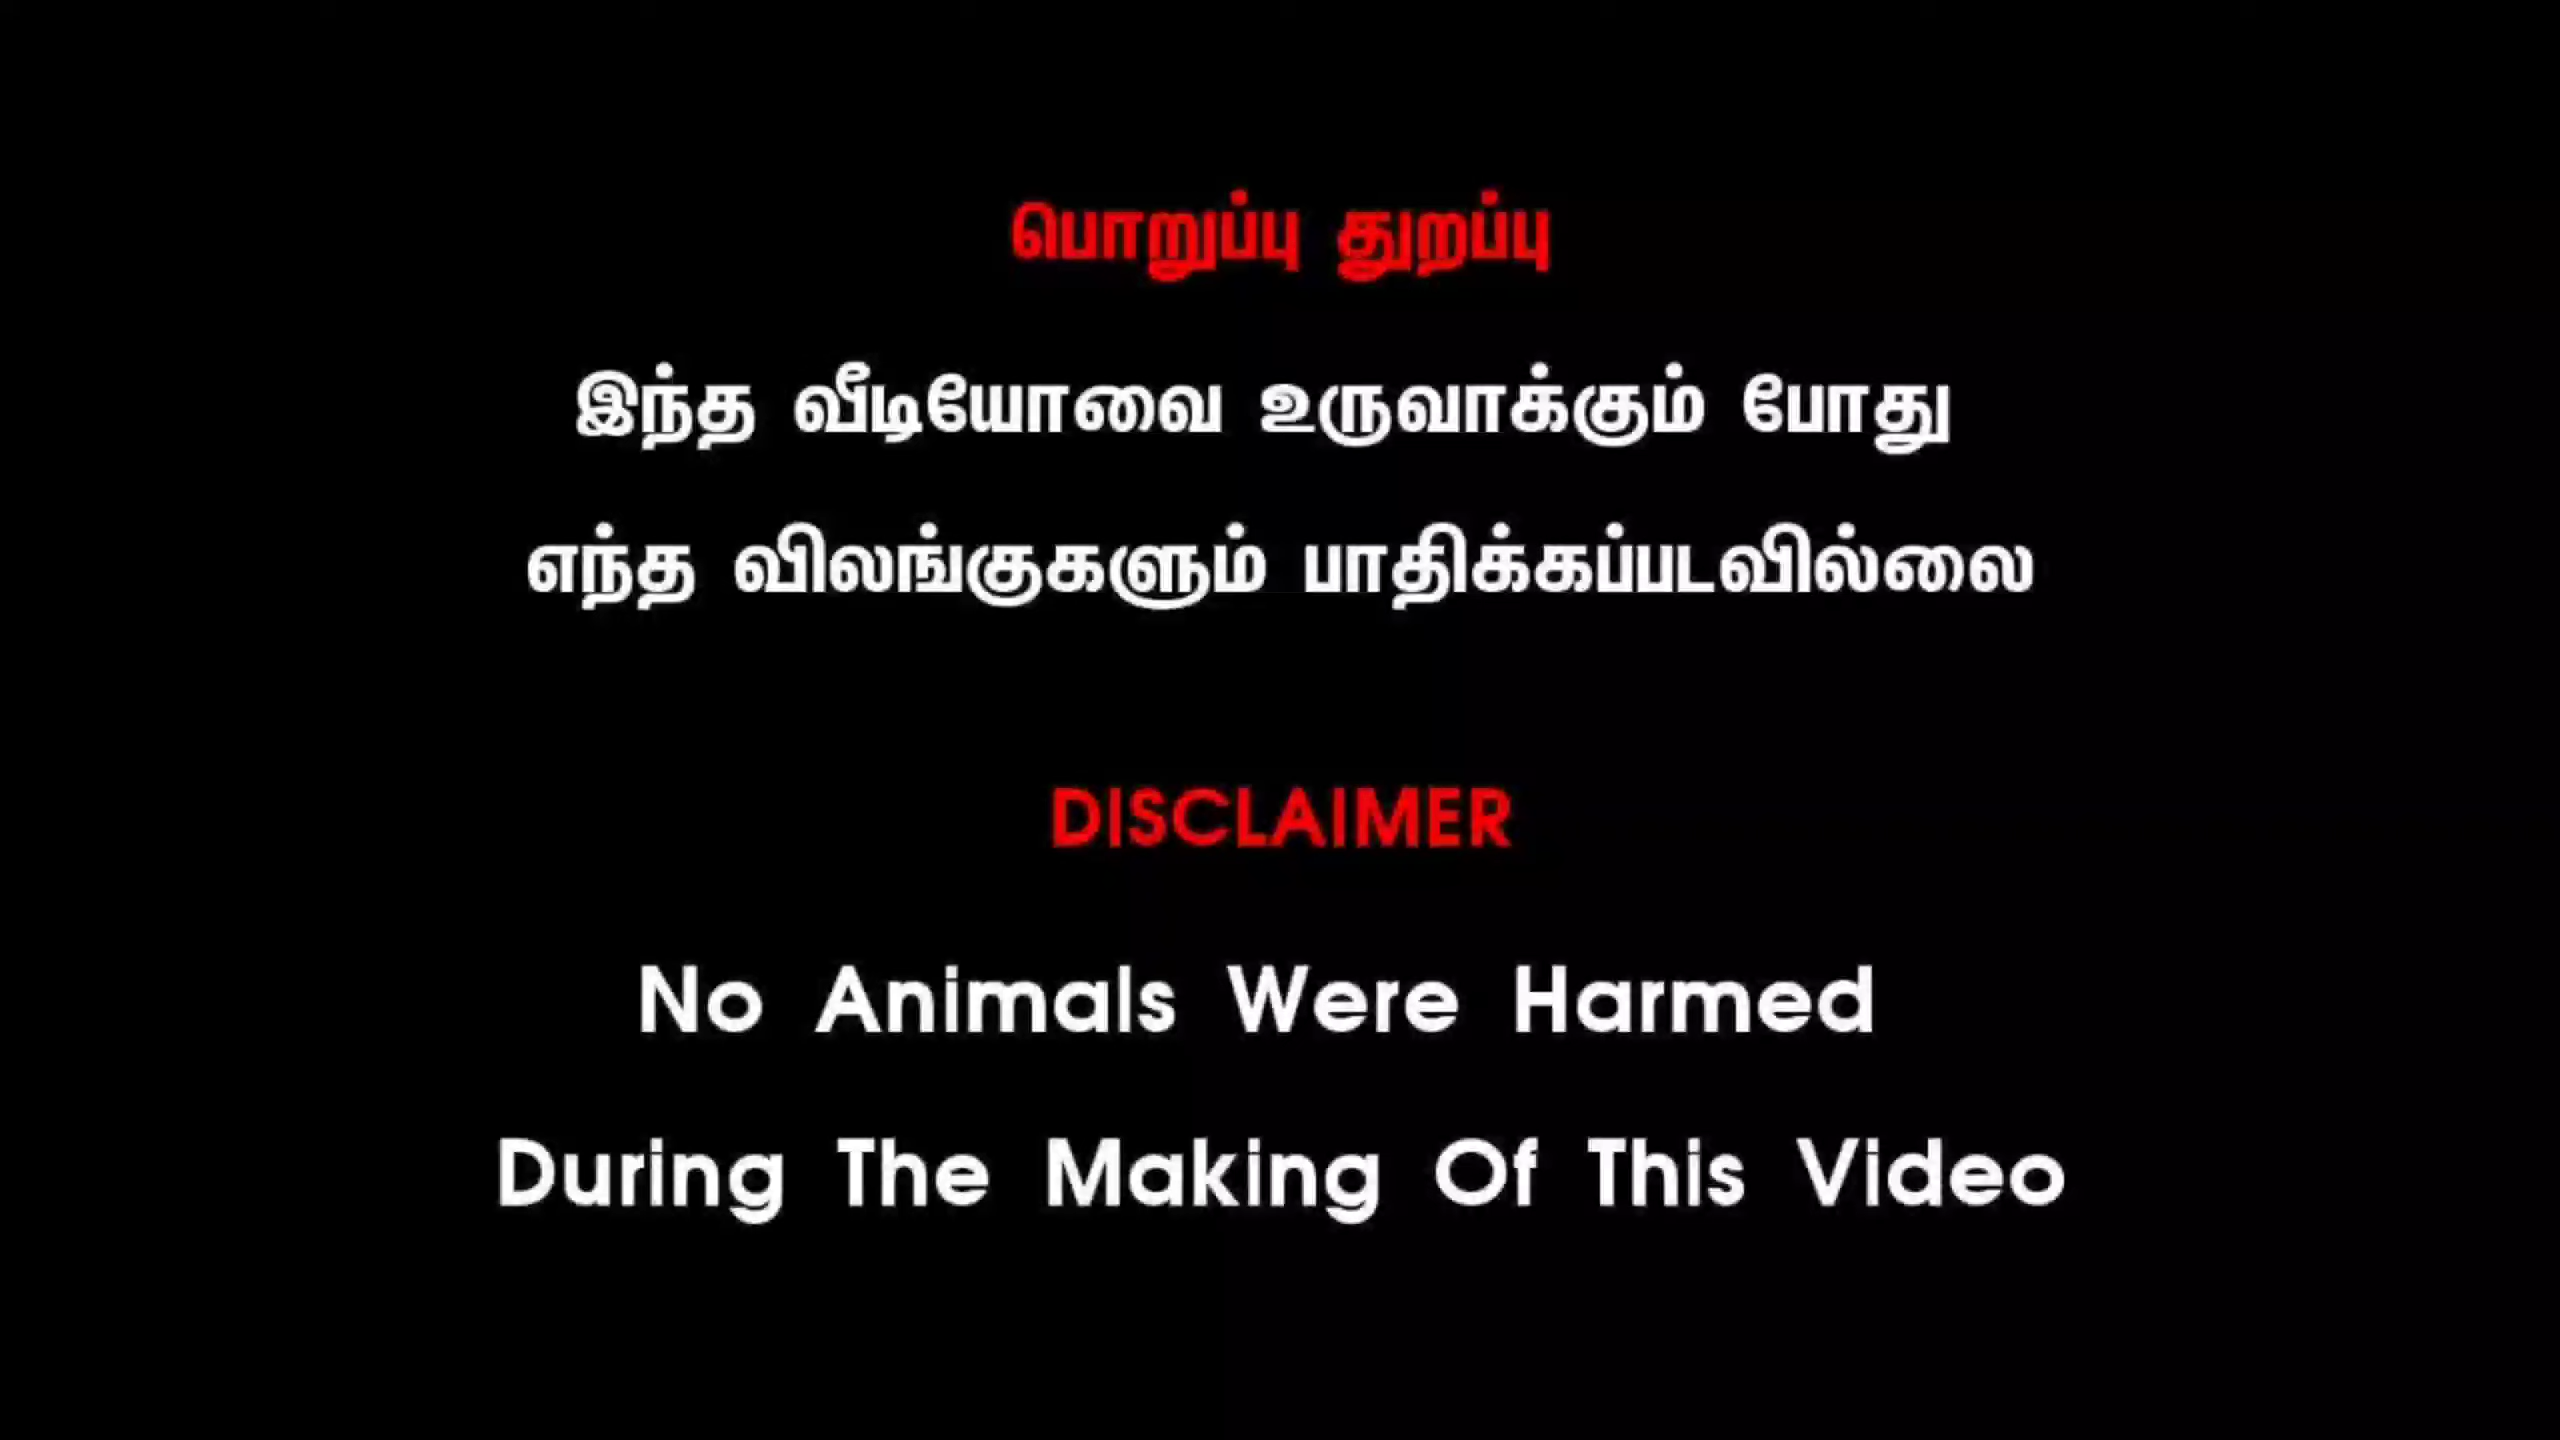 பொறுப்பு துறப்பு
இந்த வீடியோவை உருவாக்கும் போது
எந்த விலங்குகளும் பாதிக்கப்படவில்லை
DISCLAIMER
No Animals Were Harmed
During The Making Of This Video